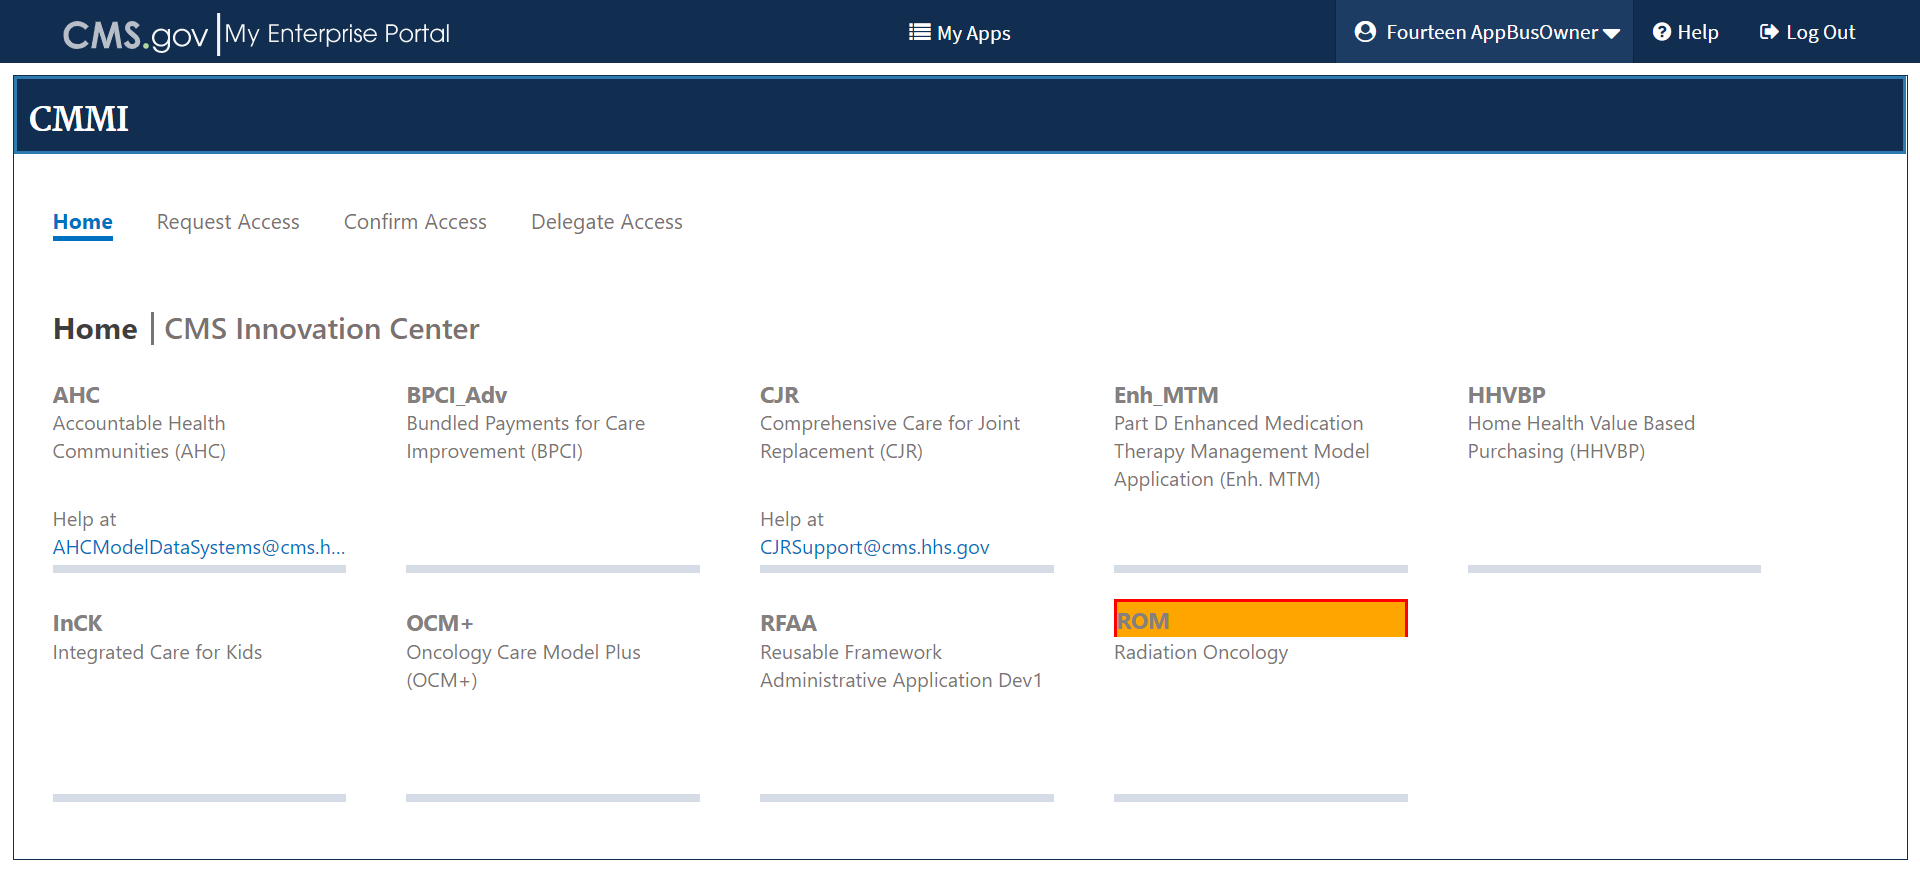 CMS.gov | My Enterprise Portal
My Apps
Fourteen AppBusOwner
Help
Log Out
CMMI
Home
Request Access
Confirm Access
Delegate Access
Home | CMS Innovation Center
AHC
Accountable Health
Communities (AHC)
Help at
AHCModelDataSystems@cms.h...
BPCI_Adv
Bundled Payments for Care
Improvement (BPCI)
CJR
Comprehensive Care for Joint
Replacement (CJR)
Help at
CJRSupport@cms.hhs.gov
Enh_MTM
Part D Enhanced Medication
Therapy Management Model
Application (Enh. MTM)
HHVBP
Home Health Value Based
Purchasing (HHVBP)
InCK
Integrated Care for Kids
OCM+
Oncology Care Model Plus
(OCM+)
RFAA
Reusable Framework
Administrative Application Dev1
ROM
Radiation Oncology